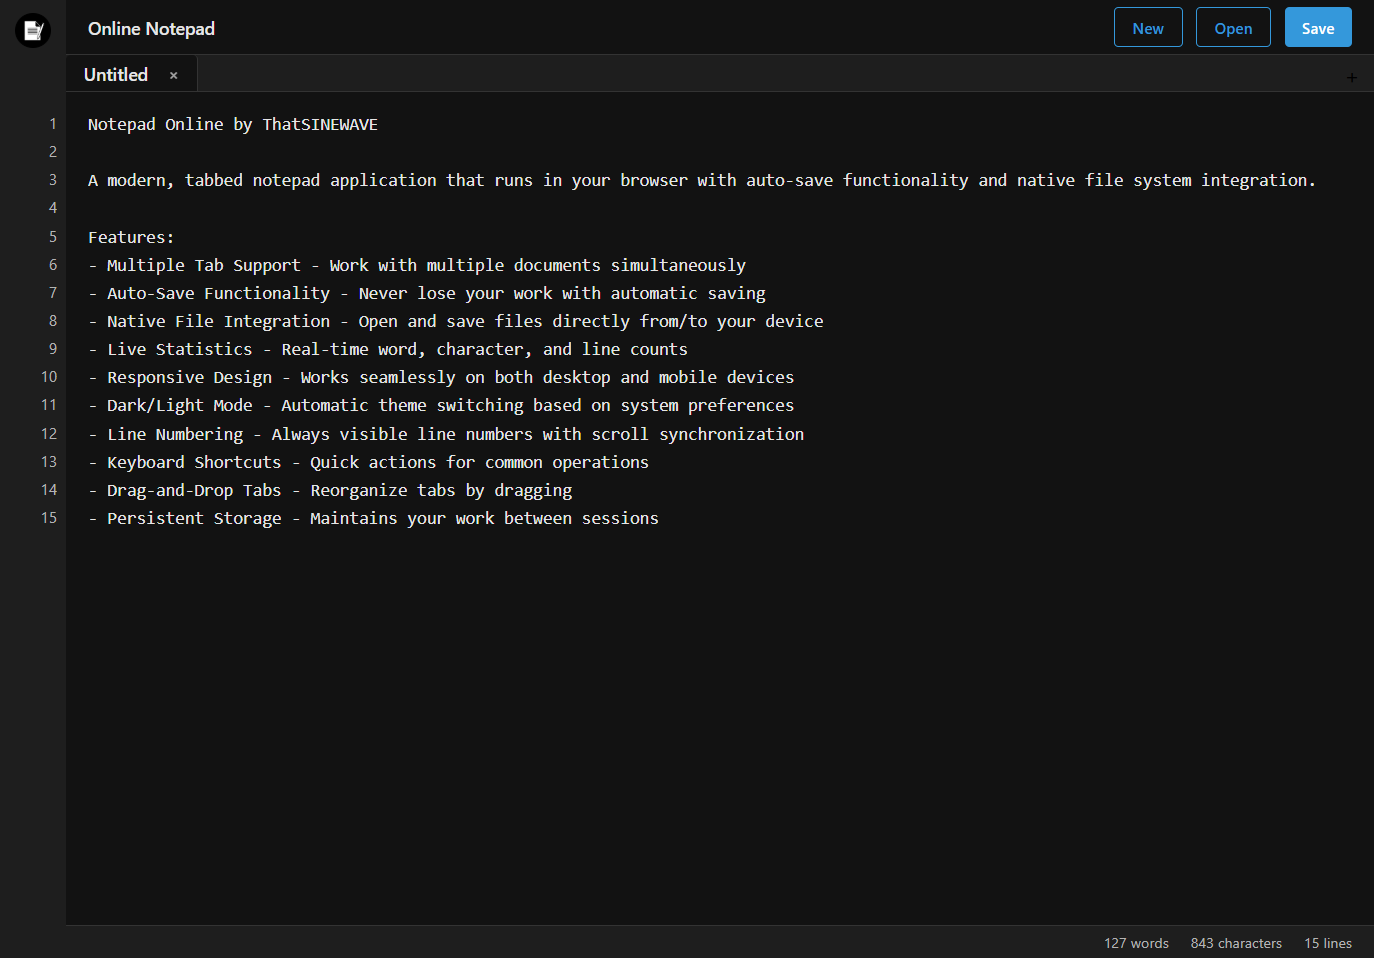 Online Notepad
New
Open
Save
Untitled ×
+
1 Notepad Online by ThatSINEWAVE
2
3 A modern, tabbed notepad application that runs in your browser with auto-save functionality and native file system integration.
4
5 Features:
6 - Multiple Tab Support - Work with multiple documents simultaneously
7 - Auto-Save Functionality - Never lose your work with automatic saving
8 - Native File Integration - Open and save files directly from/to your device
9 - Live Statistics - Real-time word, character, and line counts
10 - Responsive Design - Works seamlessly on both desktop and mobile devices
11 - Dark/Light Mode - Automatic theme switching based on system preferences
12 - Line Numbering - Always visible line numbers with scroll synchronization
13 - Keyboard Shortcuts - Quick actions for common operations
14 - Drag-and-Drop Tabs - Reorganize tabs by dragging
15 - Persistent Storage - Maintains your work between sessions
127 words 843 characters 15 lines